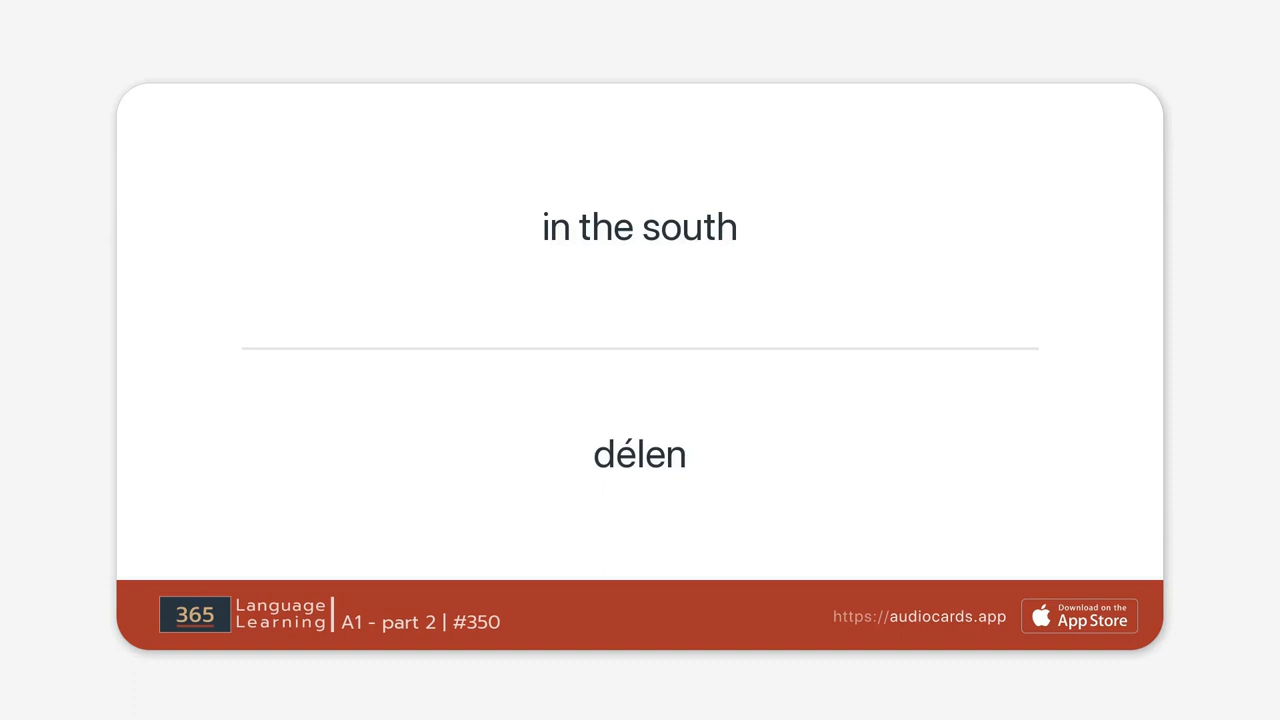 in the south
délen
365
Language
Learning
A1 - part 2 | #350
https://audiocards.app
Download on the
App Store